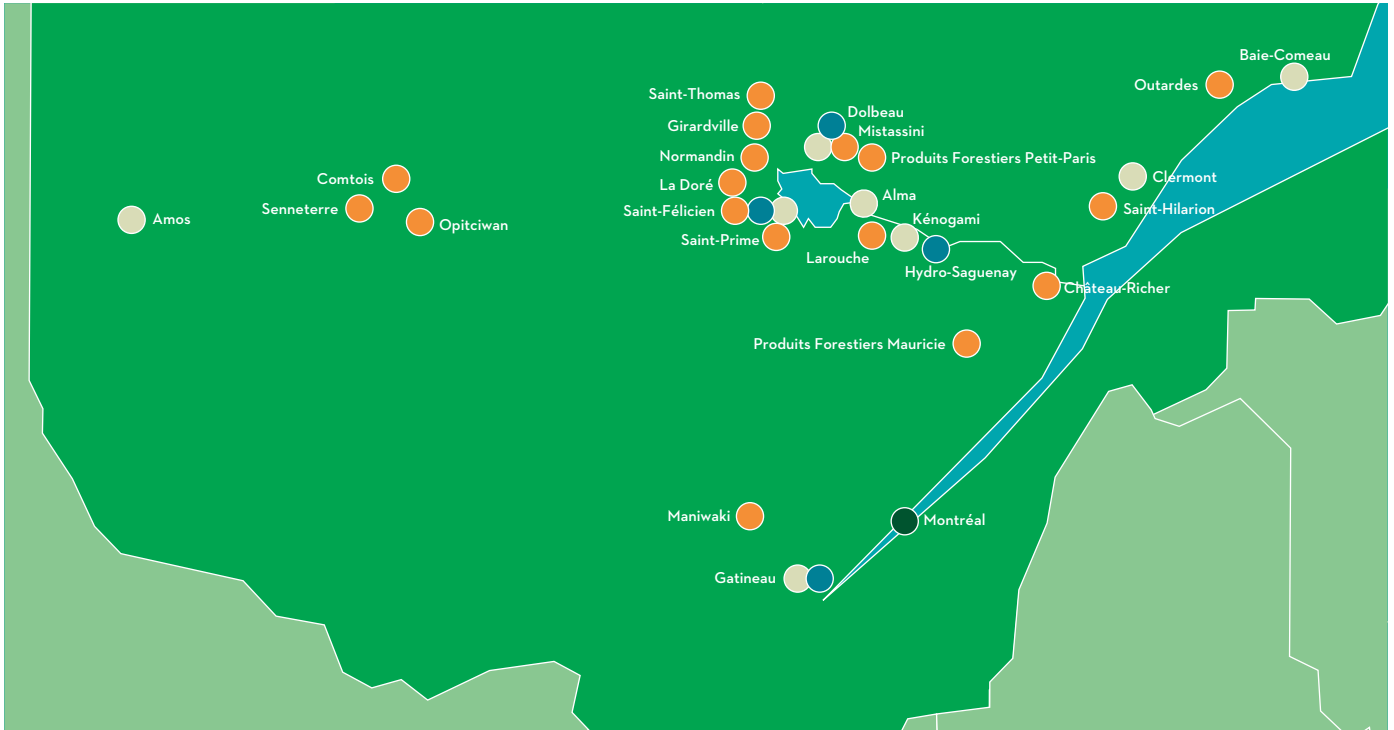 Baie-Comeau
Outardes
Saint-Thomas
Dolbeau
Girardville
Mistassini
Normandin
Produits Forestiers Petit-Paris
Comtois
La Doré
Clermont
Alma
Senneterre
Saint-Félicien
Saint-Hilarion
Amos
Opitciwan
Kénogami
Saint-Prime
Larouche
Hydro-Saguenay
Château-Richer
Produits Forestiers Mauricie
Maniwaki
Montréal
Gatineau